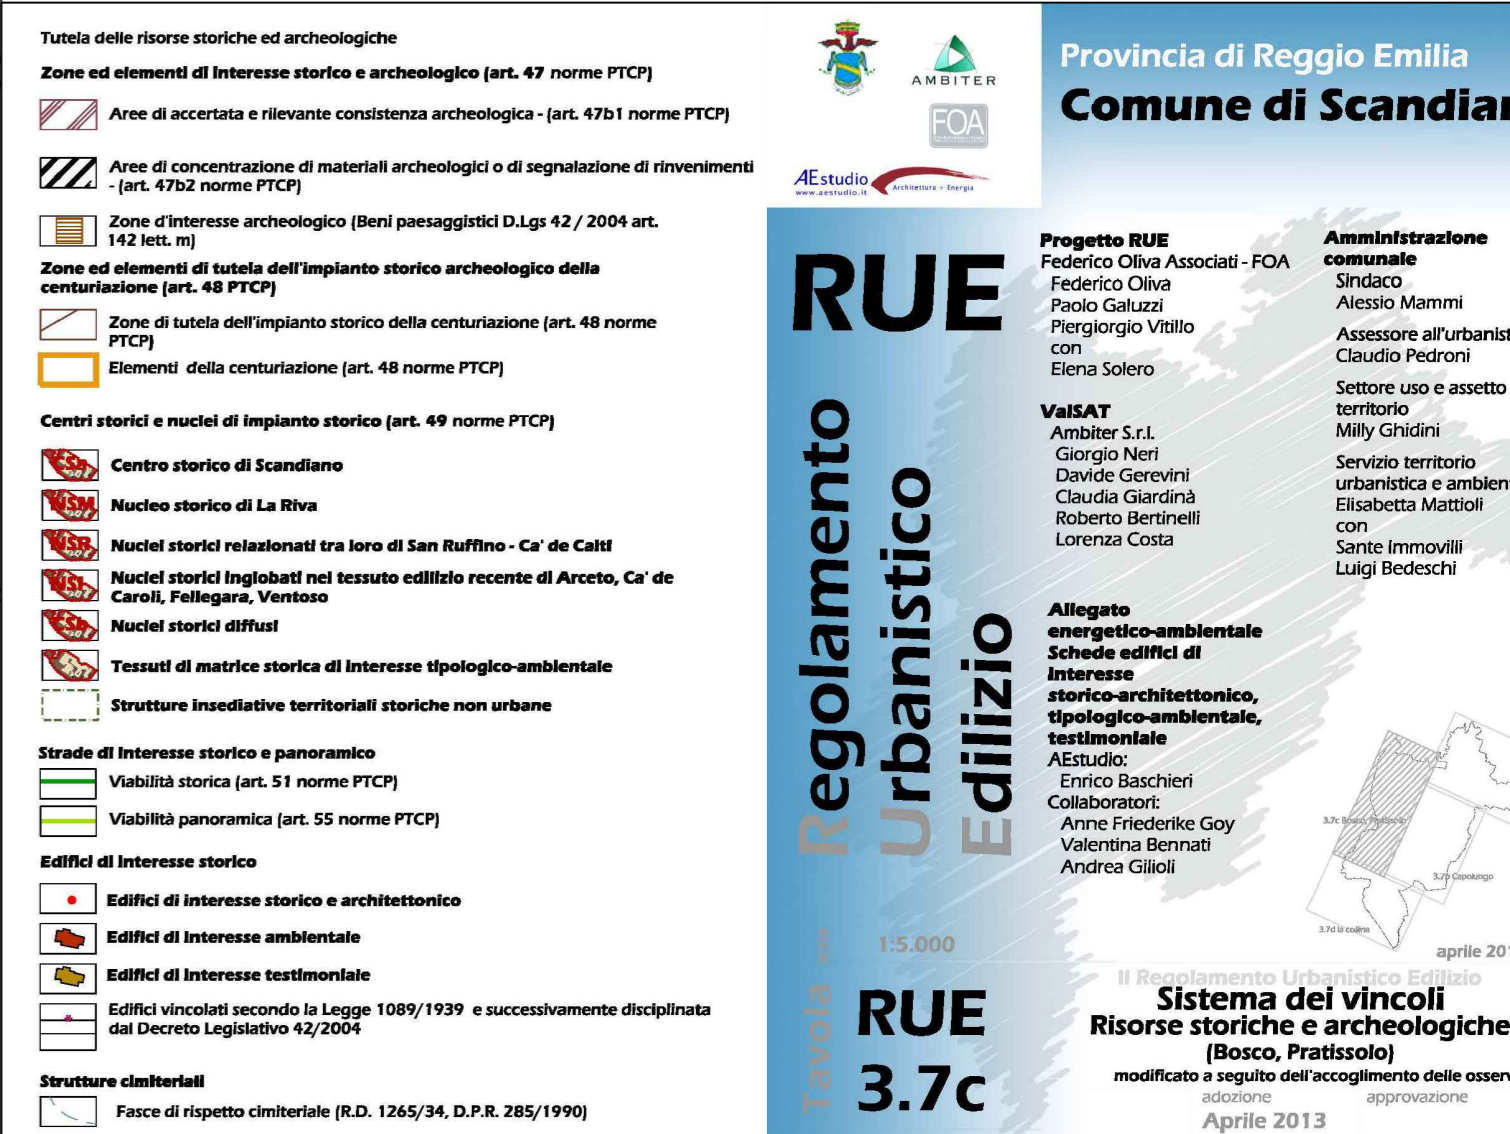 Tutela delle risorse storiche ed archeologiche
Zone ed elementi di interesse storico e archeologico (art. 47 norme PTCP)
Aree di accertata e rilevante consistenza archeologica - (art. 47b1 norme PTCP)
Aree di concentrazione di materiali archeologici o di segnalazione di rinvenimenti
- (art. 47b2 norme PTCP)
Zone d'interesse archeologico (Beni paesaggistici D.Lgs 42 / 2004 art.
142 lett. m)
Zone ed elementi di tutela dell'impianto storico archeologico della
centuriazione (art. 48 PTCP)
Zone di tutela dell'impianto storico della centuriazione (art. 48 norme
PTCP)
Elementi della centuriazione (art. 48 norme PTCP)
Centri storici e nuclei di impianto storico (art. 49 norme PTCP)
CSa Centro storico di Scandiano
NSM Nucleo storico di La Riva
NSR Nuclei storici relazionati tra loro di San Ruffino - Ca' de Caiti
NSI Nuclei storici inglobati nel tessuto edilizio recente di Arceto, Ca' de
Caroli, Fellegara, Ventoso
Nuclei storici diffusi
Tessuti di matrice storica di interesse tipologico-ambientale
Strutture insediative territoriali storiche non urbane
Strade di interesse storico e panoramico
Viabilità storica (art. 51 norme PTCP)
Viabilità panoramica (art. 55 norme PTCP)
Edifici di interesse storico
Edifici di interesse storico e architettonico
Edifici di interesse ambientale
Edifici di interesse testimoniale
Edifici vincolati secondo la Legge 1089/1939 e successivamente disciplinata
dal Decreto Legislativo 42/2004
Strutture cimiteriali
Fasce di rispetto cimiteriale (R.D. 1265/34, D.P.R. 285/1990)
AMBITER
FOA
AEstudio
www.aestudio.it
Architettura + Energia
Provincia di Reggio Emilia
Comune di Scandian
RUE
Regolamento
Urbanistico
Edilizio
Progetto RUE
Federico Oliva Associati - FOA
Federico Oliva
Paolo Galuzzi
Piergiorgio Vitillo
con
Elena Solero
ValSAT
Ambiter S.r.l.
Giorgio Neri
Davide Gerevini
Claudia Giardinà
Roberto Bertinelli
Lorenza Costa
Allegato
energetico-ambientale
Schede edifici di
interesse
storico-architettonico,
tipologico-ambientale,
testimoniale
AEstudio:
Enrico Baschieri
Collaboratori:
Anne Friederike Goy
Valentina Bennati
Andrea Gilioli
Amministrazione
comunale
Sindaco
Alessio Mammi
Assessore all'urbanist
Claudio Pedroni
Settore uso e assetto
territorio
Milly Ghidini
Servizio territorio
urbanistica e ambien
Elisabetta Mattioli
con
Sante Immovilli
Luigi Bedeschi
3.7c Bosco, Pratissolo
3.7b Capoluogo
3.7d la collina
aprile 20
1:5.000
Tavola
RUE
3.7c
Il Regolamento Urbanistico Edilizio
Sistema dei vincoli
Risorse storiche e archeologiche
(Bosco, Pratissolo)
modificato a seguito dell'accoglimento delle osser
adozione
approvazione
Aprile 2013